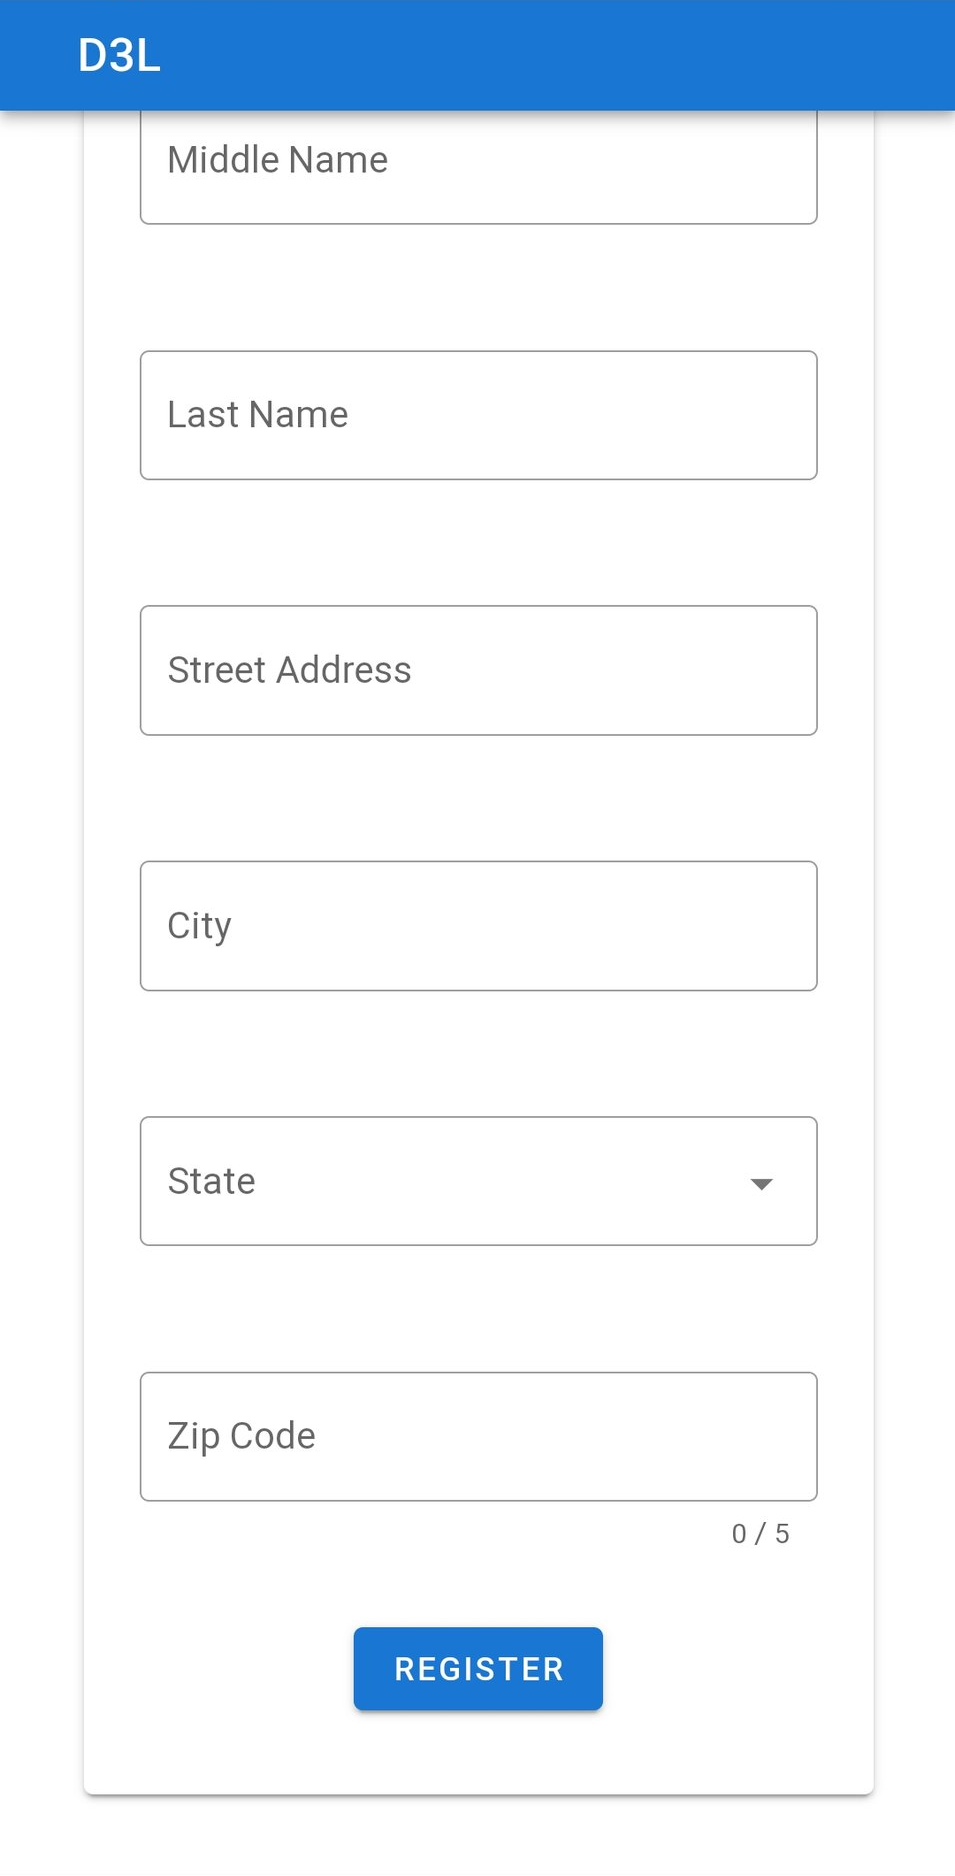 D3L
Middle Name
Last Name
Street Address
City
State
Zip Code
0 / 5
REGISTER